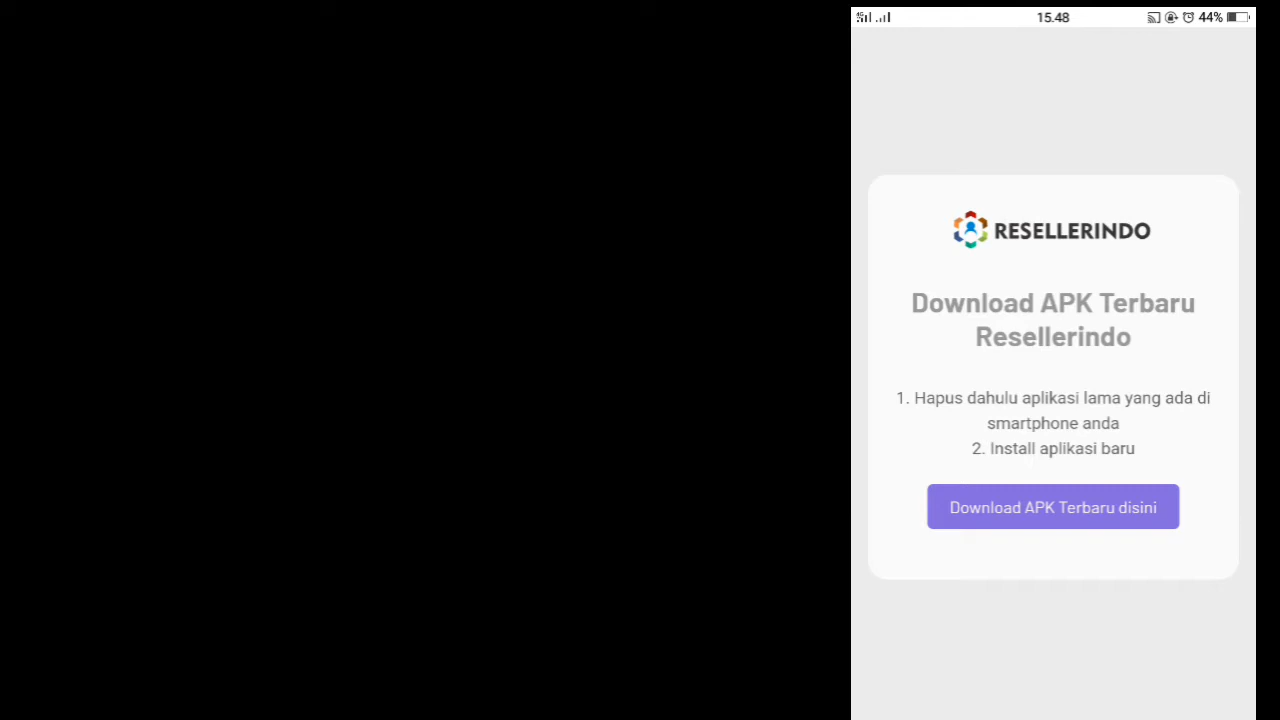 4G
15.48
44%
RESELLERINDO
Download APK Terbaru
Resellerindo
1. Hapus dahulu aplikasi lama yang ada di
smartphone anda
2. Install aplikasi baru
Download APK Terbaru disini